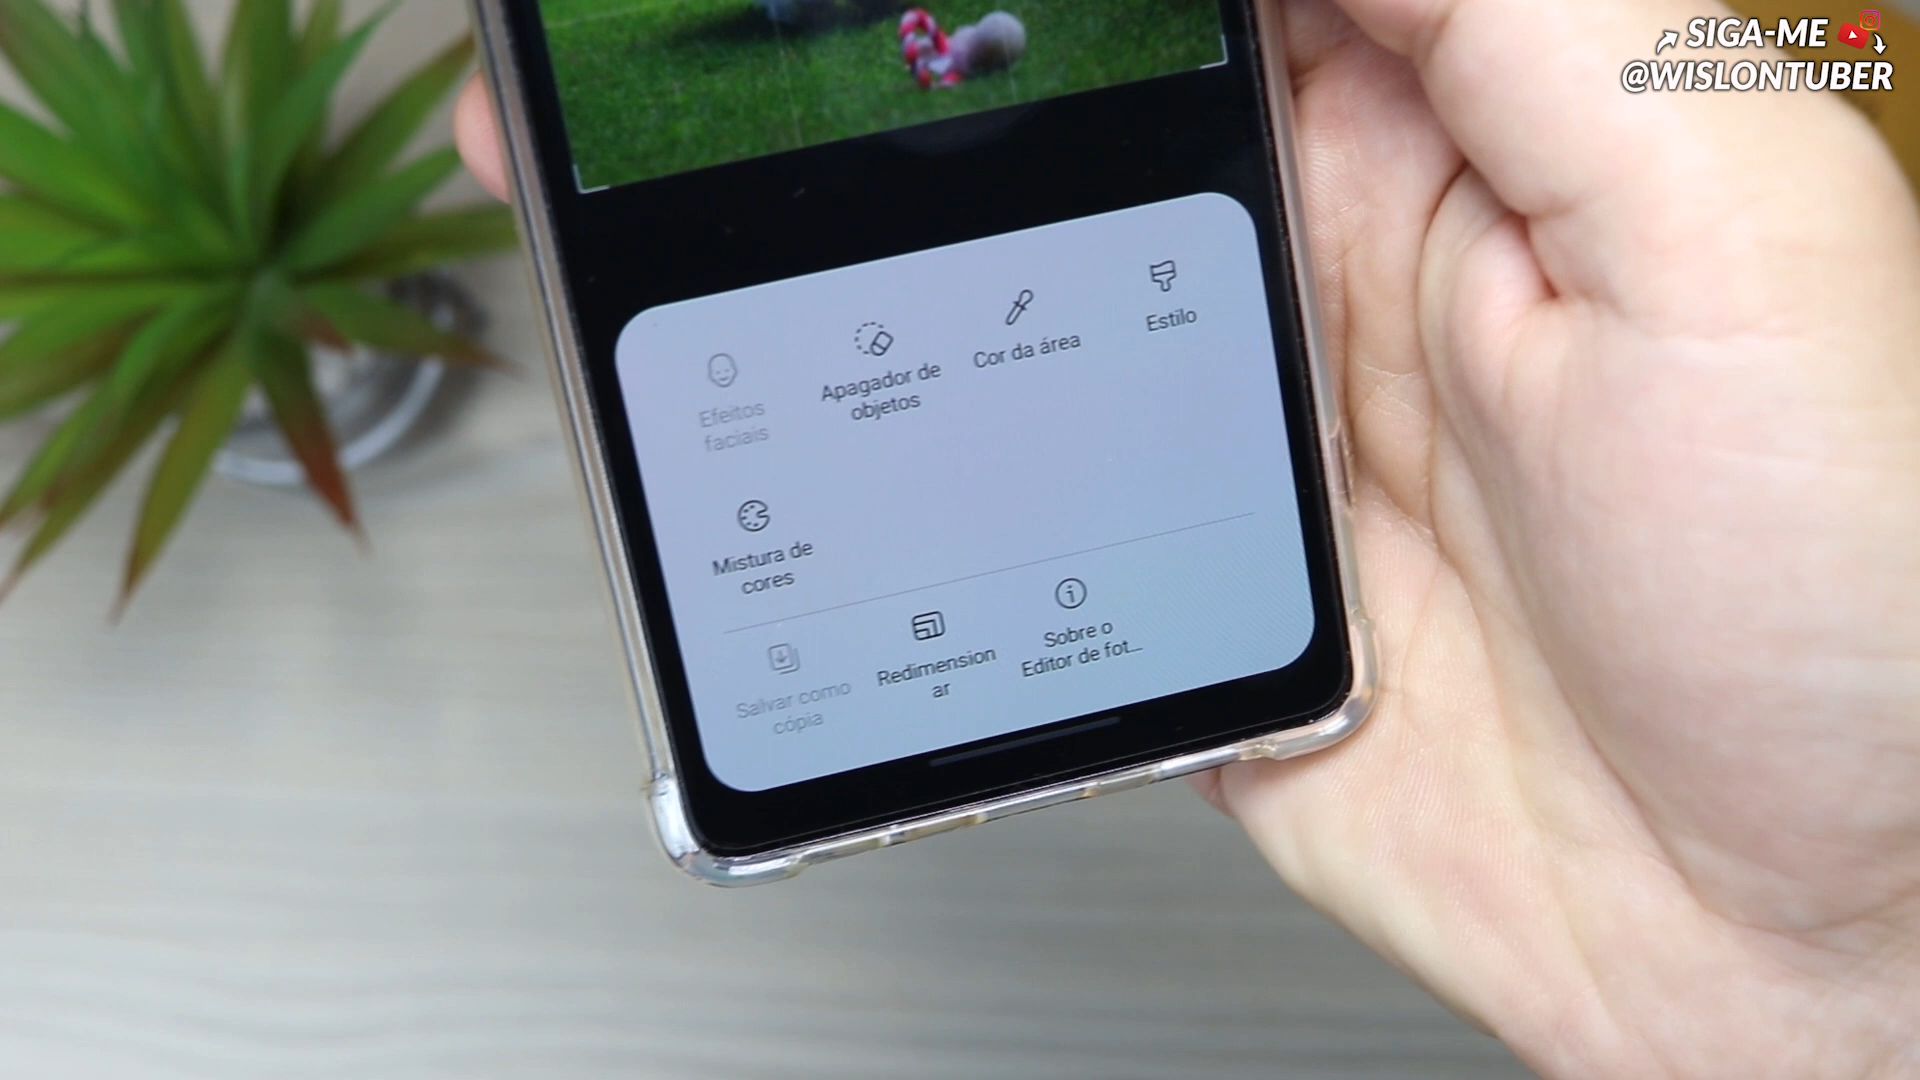 SIGA-ME
@WISLONTUBER
Efeitos
faciais
Apagador de
objetos
Cor da área
Estilo
Mistura de
cores
Salvar como
cópia
Redimension
ar
Sobre o
Editor de fot...